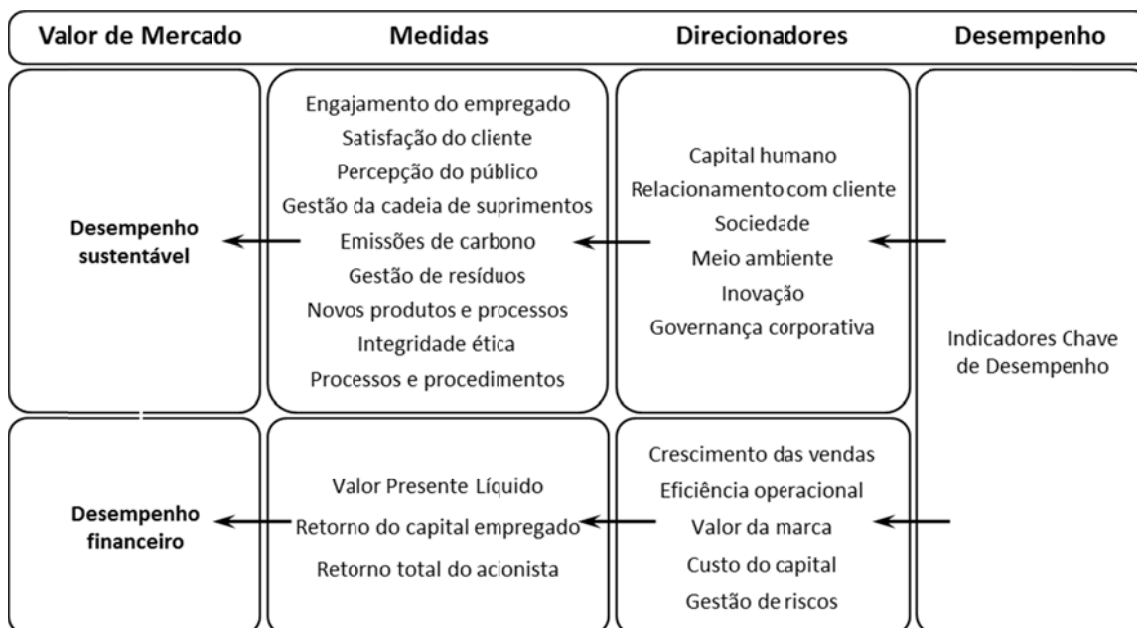 Valor de Mercado
Medidas
Direcionadores
Desempenho
Desempenho
sustentável
Engajamento do empregado
Satisfação do cliente
Percepção do público
Gestão da cadeia de suprimentos
Emissões de carbono
Gestão de resíduos
Novos produtos e processos
Integridade ética
Processos e procedimentos
Capital humano
Relacionamento com cliente
Sociedade
Meio ambiente
Inovação
Governança corporativa
Indicadores Chave
de Desempenho
Desempenho
financeiro
Valor Presente Líquido
Retorno do capital empregado
Retorno total do acionista
Crescimento das vendas
Eficiência operacional
Valor da marca
Custo do capital
Gestão de riscos